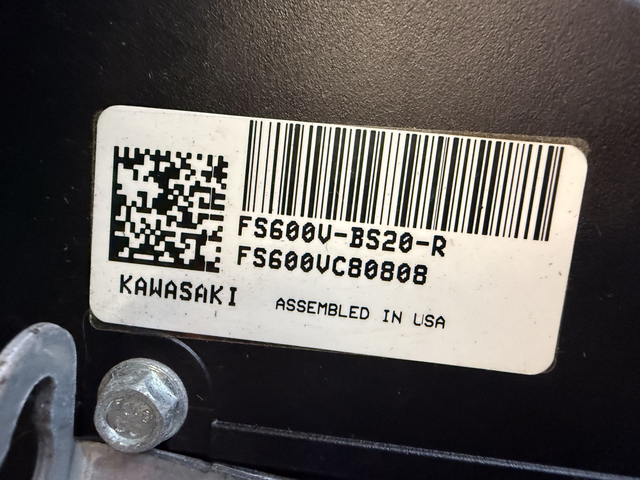 FS600V-BS20-R
FS600VC80808
KAWASAKI
ASSEMBLED IN USA